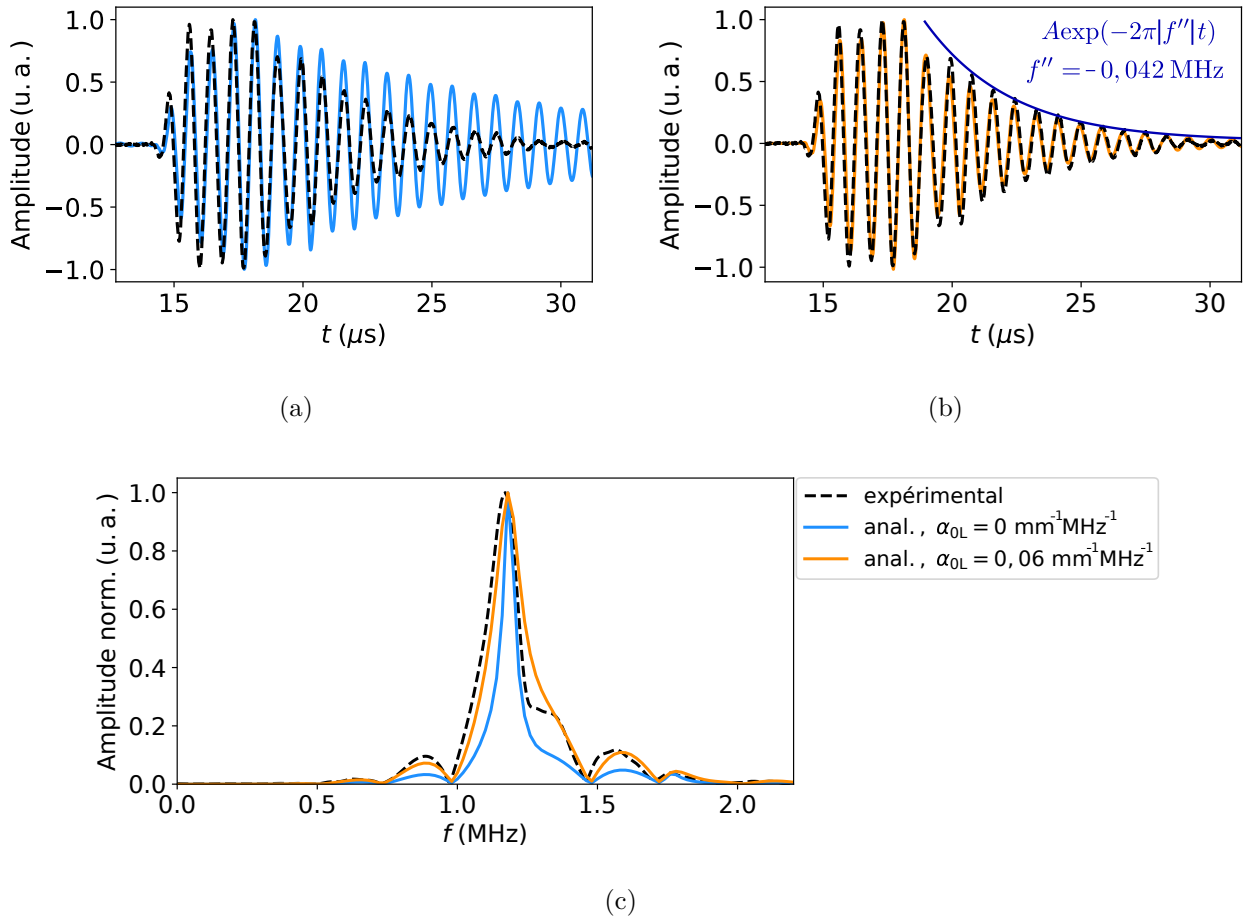 Amplitude (u. a. )
1.0
0.5
0.0
−0.5
−1.0
15
20
25
30
t (μs)
(a)
Amplitude (u. a. )
1.0
0.5
0.0
−0.5
−1.0
Aexp(−2π|f′′|t)
f′′ = −0, 042 MHz
15
20
25
30
t (μs)
(b)
Amplitude norm. (u. a. )
1.0
0.8
0.6
0.4
0.2
0.0
0.0
0.5
1.0
1.5
2.0
f (MHz)
expérimental
anal. , α₀L = 0 mm⁻¹MHz⁻¹
anal. , α₀L = 0, 06 mm⁻¹MHz⁻¹
(c)